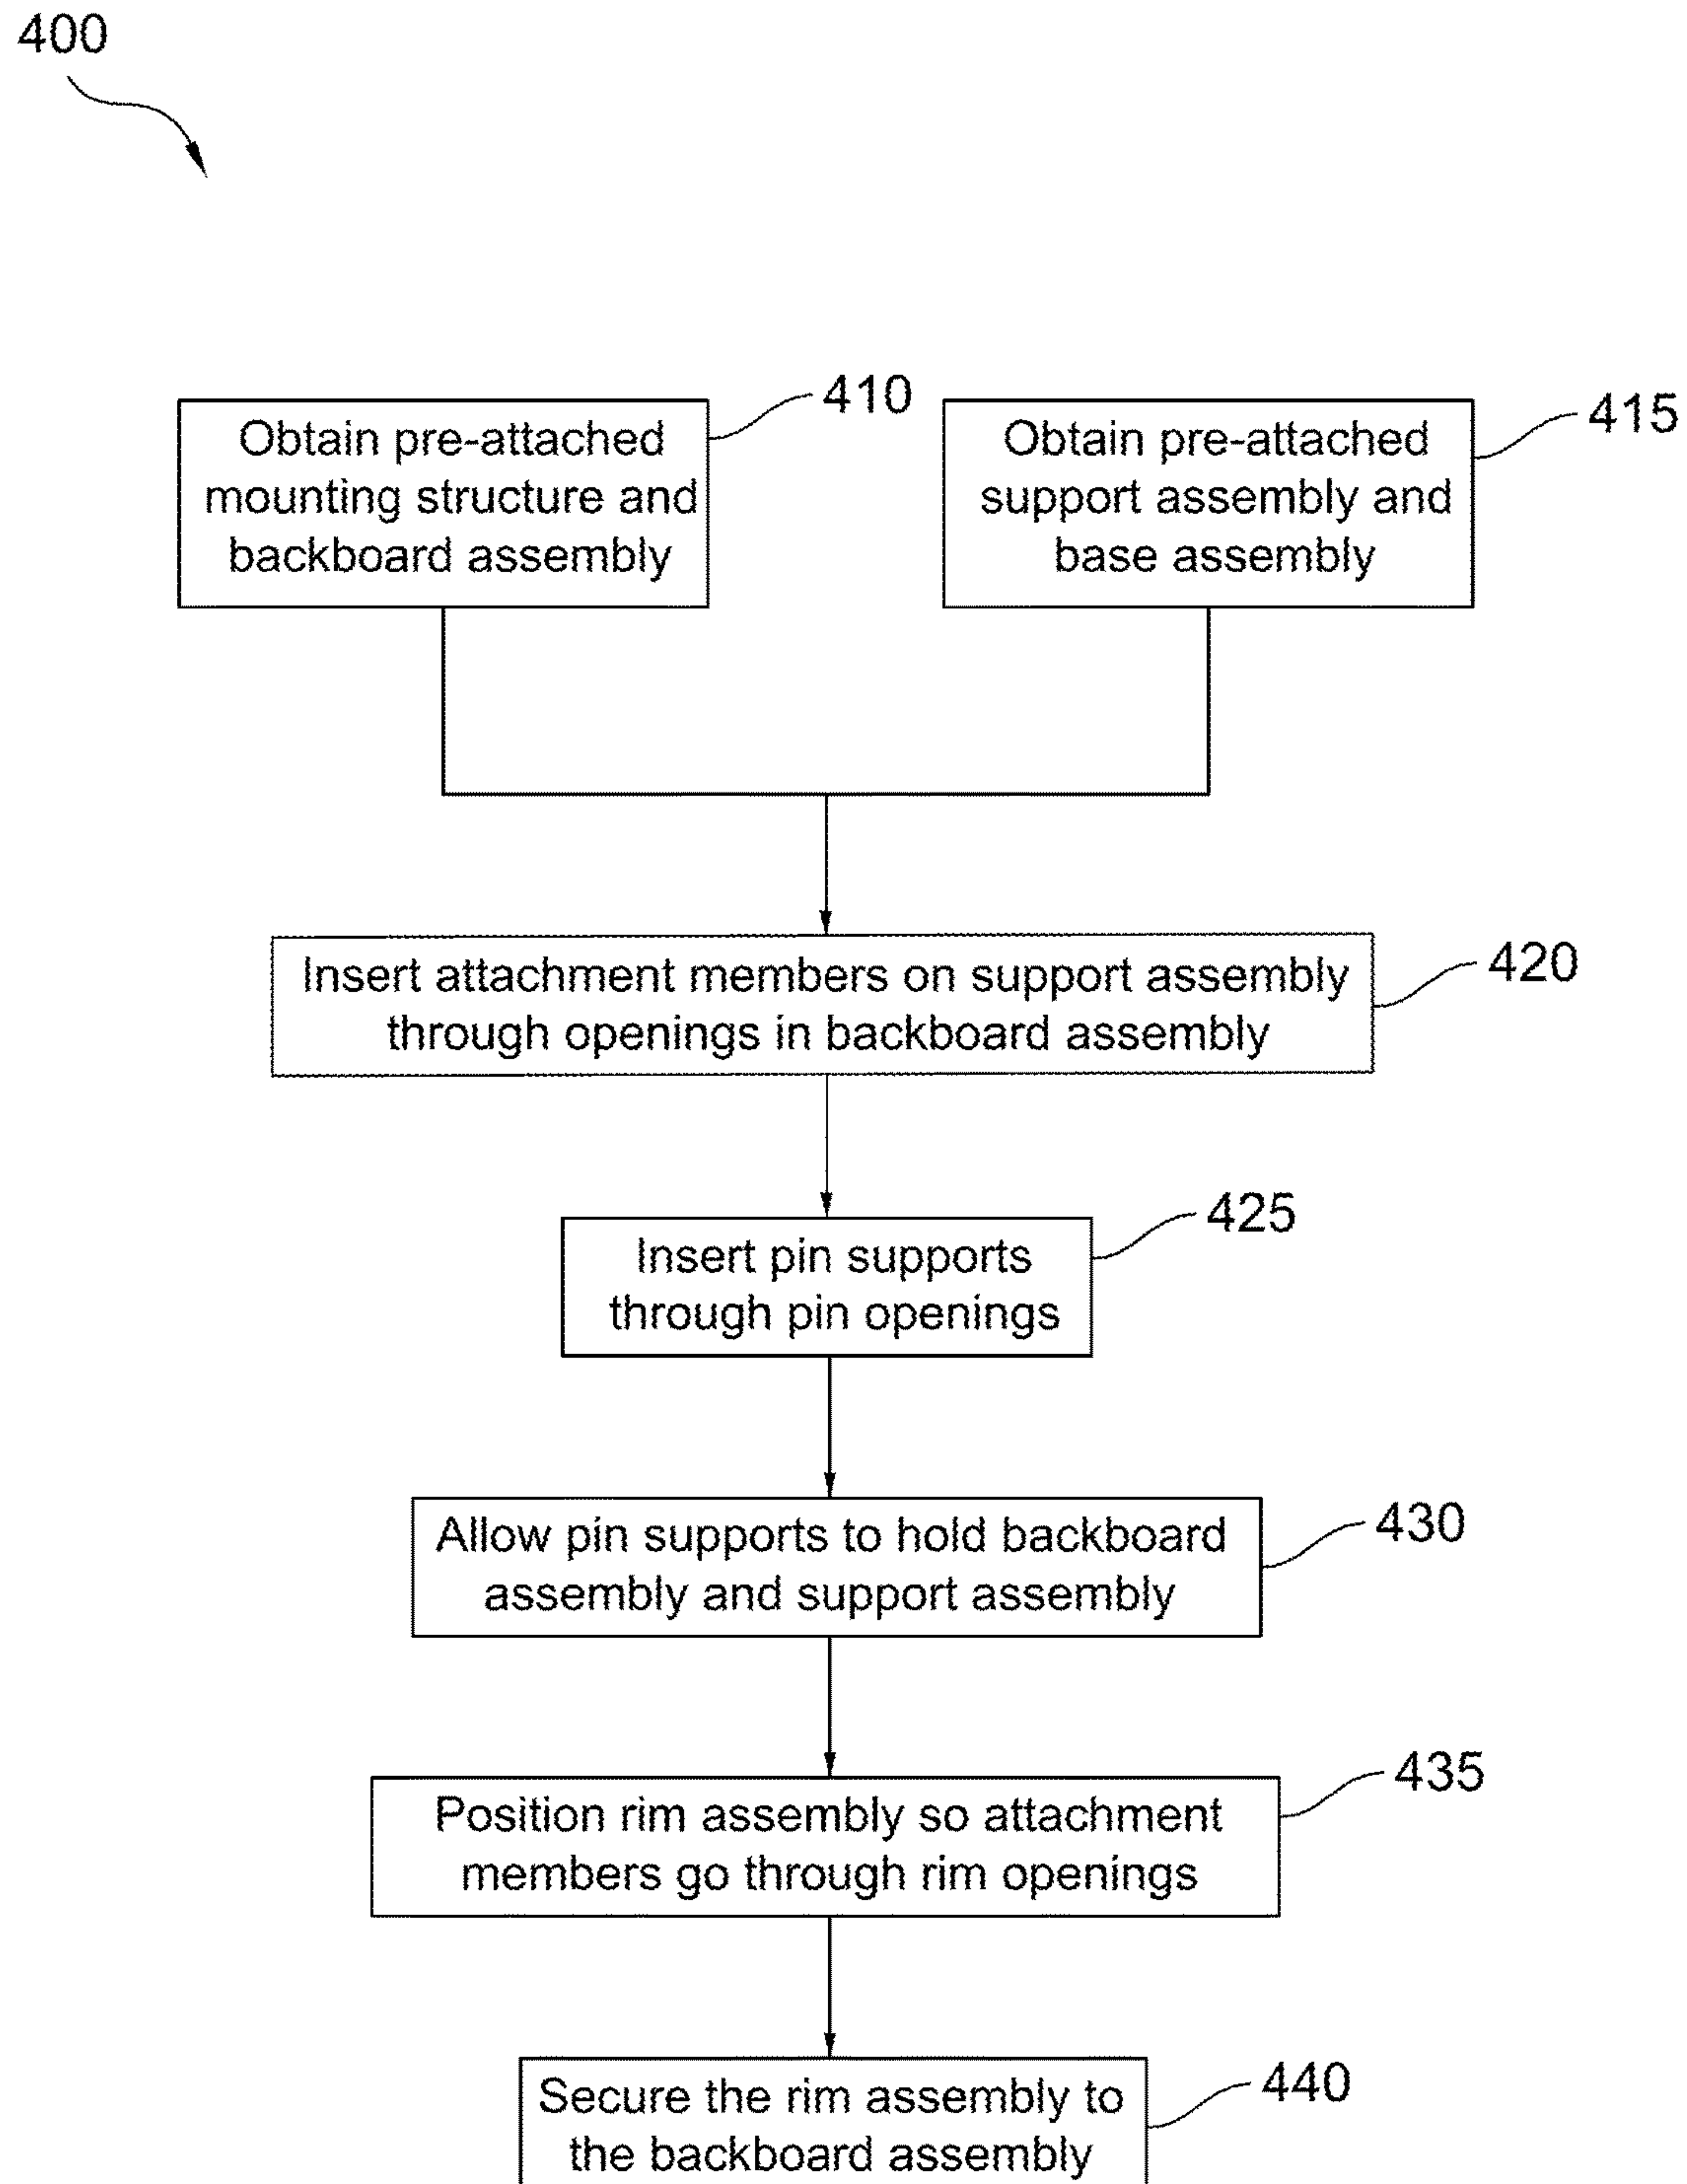 400
410
Obtain pre-attached
mounting structure and
backboard assembly
415
Obtain pre-attached
support assembly and
base assembly
420
Insert attachment members on support assembly
through openings in backboard assembly
425
Insert pin supports
through pin openings
430
Allow pin supports to hold backboard
assembly and support assembly
435
Position rim assembly so attachment
members go through rim openings
440
Secure the rim assembly to
the backboard assembly